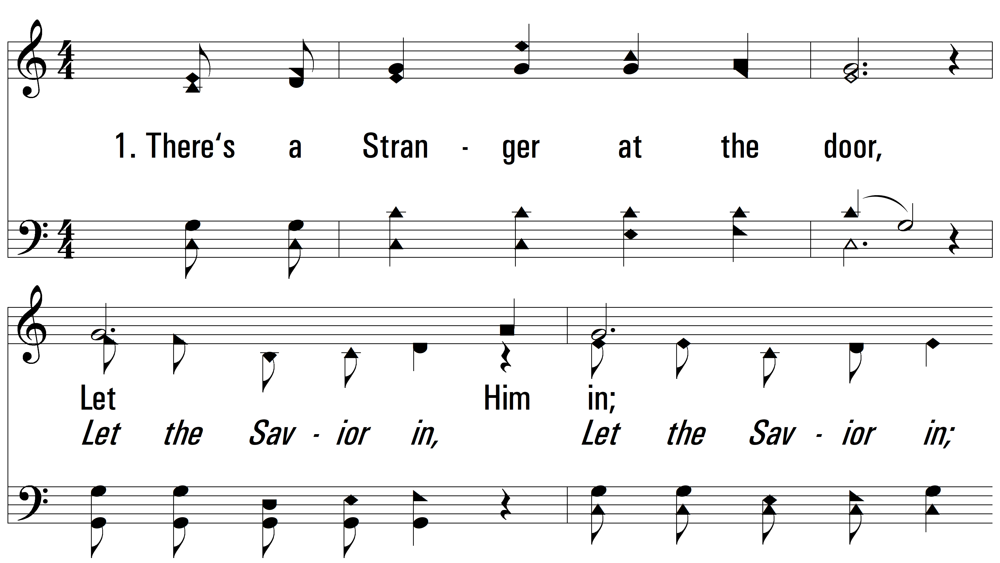 1. There‘s a Stran - ger at the door,
Let Him in;
Let the Sav - ior in, Let the Sav - ior in;